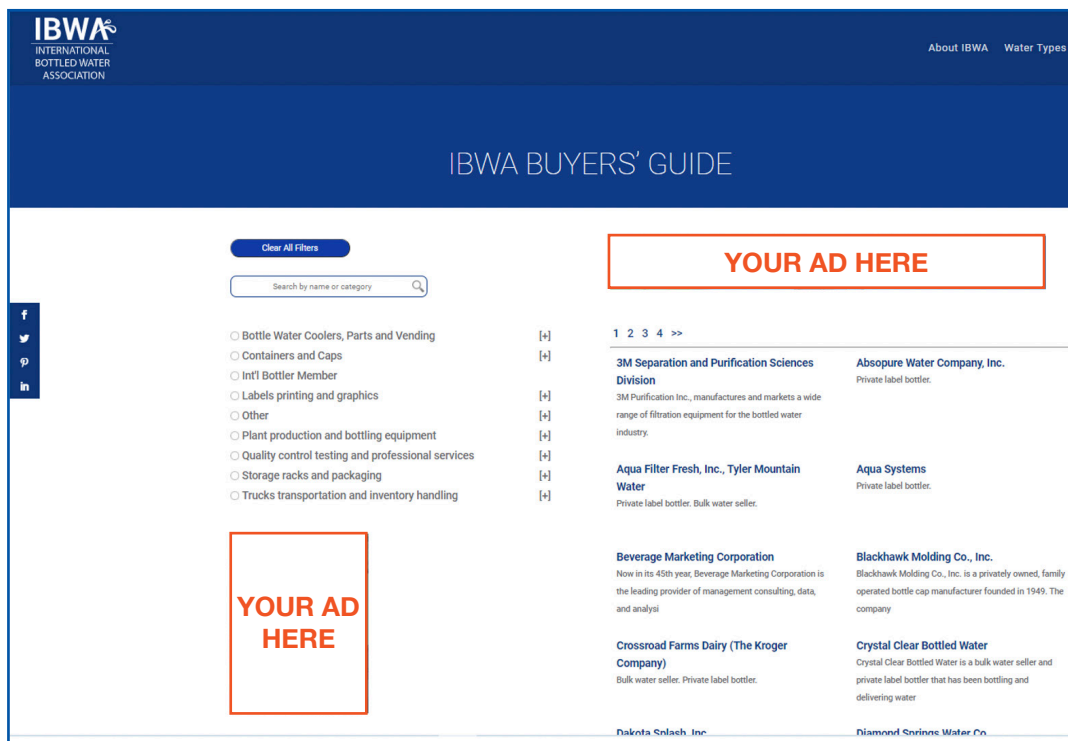 IBWA
INTERNATIONAL
BOTTLED WATER
ASSOCIATION
About IBWA Water Types
IBWA BUYERS’ GUIDE
Clear All Filters
Search by name or category
Bottle Water Coolers, Parts and Vending [+]
Containers and Caps [+]
Int'l Bottler Member
Labels printing and graphics [+]
Other [+]
Plant production and bottling equipment [+]
Quality control testing and professional services [+]
Storage racks and packaging [+]
Trucks transportation and inventory handling [+]
YOUR AD
HERE
YOUR AD HERE
1 2 3 4 >>
3M Separation and Purification Sciences
Division
3M Purification Inc., manufactures and markets a wide
range of filtration equipment for the bottled water
industry.
Absopure Water Company, Inc.
Private label bottler.
Aqua Filter Fresh, Inc., Tyler Mountain
Water
Private label bottler. Bulk water seller.
Aqua Systems
Private label bottler.
Beverage Marketing Corporation
Now in its 45th year, Beverage Marketing Corporation is
the leading provider of management consulting, data,
and analysi
Blackhawk Molding Co., Inc.
Blackhawk Molding Co., Inc. is a privately owned, family
operated bottle cap manufacturer founded in 1949. The
company
Crossroad Farms Dairy (The Kroger
Company)
Bulk water seller. Private label bottler.
Crystal Clear Bottled Water
Crystal Clear Bottled Water is a bulk water seller and
private label bottler that has been bottling and
delivering water
Dakota Splash, Inc
Diamond Springs Water Co